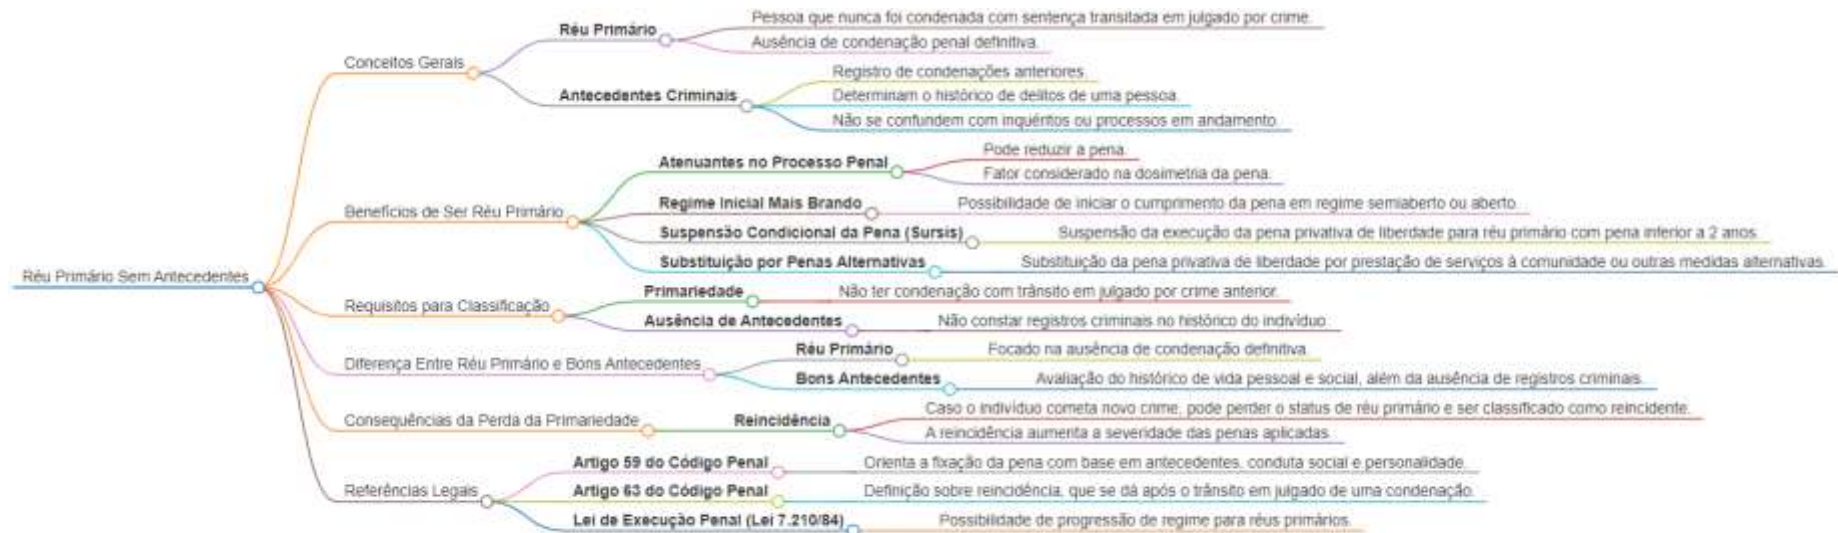 Réu Primário Sem Antecedentes
Conceitos Gerais
Réu Primário
Pessoa que nunca foi condenada com sentença transitada em julgado por crime.
Ausência de condenação penal definitiva.
Antecedentes Criminais
Registro de condenações anteriores.
Determinam o histórico de delitos de uma pessoa.
Não se confundem com inquéritos ou processos em andamento.
Benefícios de Ser Réu Primário
Atenuantes no Processo Penal
Pode reduzir a pena.
Fator considerado na dosimetria da pena.
Regime Inicial Mais Brando
Possibilidade de iniciar o cumprimento da pena em regime semiaberto ou aberto.
Suspensão Condicional da Pena (Sursis)
Suspensão da execução da pena privativa de liberdade para réu primário com pena inferior a 2 anos.
Substituição por Penas Alternativas
Substituição da pena privativa de liberdade por prestação de serviços à comunidade ou outras medidas alternativas.
Requisitos para Classificação
Primariedade
Não ter condenação com trânsito em julgado por crime anterior.
Ausência de Antecedentes
Não constar registros criminais no histórico do indivíduo.
Diferença Entre Réu Primário e Bons Antecedentes
Réu Primário
Focado na ausência de condenação definitiva.
Bons Antecedentes
Avaliação do histórico de vida pessoal e social, além da ausência de registros criminais.
Consequências da Perda da Primariedade
Reincidência
Caso o indivíduo cometa novo crime, pode perder o status de réu primário e ser classificado como reincidente.
A reincidência aumenta a severidade das penas aplicadas.
Referências Legais
Artigo 59 do Código Penal
Orienta a fixação da pena com base em antecedentes, conduta social e personalidade.
Artigo 63 do Código Penal
Definição sobre reincidência, que se dá após o trânsito em julgado de uma condenação.
Lei de Execução Penal (Lei 7.210/84)
Possibilidade de progressão de regime para réus primários.